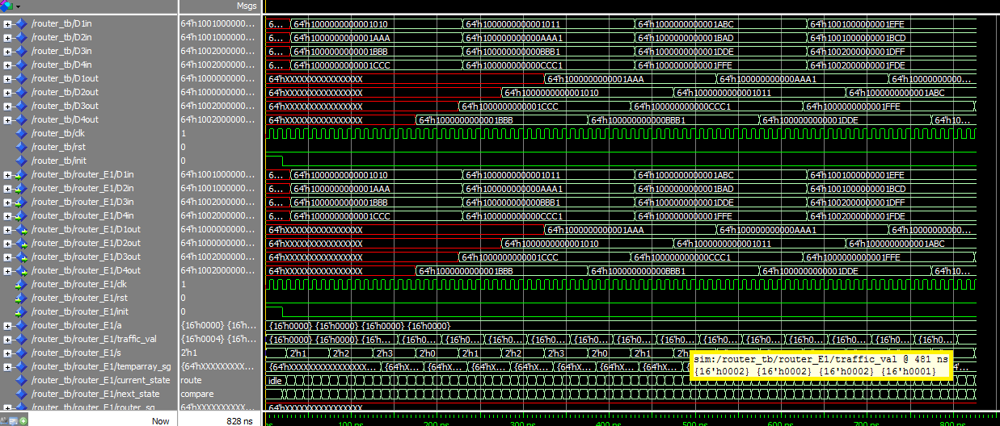 Msgs
/router_tb/D1in 64'h1001000000... 6... 64'h1000000000001010 64'h1000000000001011 64'h1000000000001ABC 64'h1001000000001EFE
/router_tb/D2in 64'h1001000000... 6... 64'h1000000000001AAA 64'h100000000000AAA1 64'h1000000000001BAD 64'h1001000000001BCD
/router_tb/D3in 64'h1002000000... 6... 64'h1000000000001BBB 64'h100000000000BBB1 64'h1000000000001DDE 64'h1002000000001DFF
/router_tb/D4in 64'h1002000000... 6... 64'h1000000000001CCC 64'h100000000000CCC1 64'h1000000000001FFE 64'h1002000000001FDE
/router_tb/D1out 64'h1001000000... 64'hXXXXXXXXXXXXXXXX 64'h1000000000001AAA 64'h100000000000AAA1 64'h10000000000...
/router_tb/D2out 64'h1000000000... 64'hXXXXXXXXXXXXXXXX 64'h1000000000001010 64'h1000000000001011 64'h1000000000001ABC
/router_tb/D3out 64'h1002000000... 64'hXXXXXXXXXXXXXXXX 64'h1000000000001CCC 64'h100000000000CCC1 64'h1000000000001FFE
/router_tb/D4out 64'h1002000000... 64'hXXXXXXXXXXXXXXXX 64'h1000000000001BBB 64'h100000000000BBB1 64'h1000000000001DDE 64'h10...
/router_tb/clk 1
/router_tb/rst 0
/router_tb/init 0
/router_tb/router_E1/D1in 64'h1001000000... 6... 64'h1000000000001010 64'h1000000000001011 64'h1000000000001ABC 64'h1001000000001EFE
/router_tb/router_E1/D2in 64'h1001000000... 6... 64'h1000000000001AAA 64'h100000000000AAA1 64'h1000000000001BAD 64'h1001000000001BCD
/router_tb/router_E1/D3in 64'h1002000000... 6... 64'h1000000000001BBB 64'h100000000000BBB1 64'h1000000000001DDE 64'h1002000000001DFF
/router_tb/router_E1/D4in 64'h1002000000... 6... 64'h1000000000001CCC 64'h100000000000CCC1 64'h1000000000001FFE 64'h1002000000001FDE
/router_tb/router_E1/D1out 64'h1001000000... 64'hXXXXXXXXXXXXXXXX 64'h1000000000001AAA 64'h100000000000AAA1 64'h10000000000...
/router_tb/router_E1/D2out 64'h1000000000... 64'hXXXXXXXXXXXXXXXX 64'h1000000000001010 64'h1000000000001011 64'h1000000000001ABC
/router_tb/router_E1/D3out 64'h1002000000... 64'hXXXXXXXXXXXXXXXX 64'h1000000000001CCC 64'h100000000000CCC1 64'h1000000000001FFE
/router_tb/router_E1/D4out 64'h1002000000... 64'hXXXXXXXXXXXXXXXX 64'h1000000000001BBB 64'h100000000000BBB1 64'h1000000000001DDE 64'h10...
/router_tb/router_E1/clk 1
/router_tb/router_E1/rst 0
/router_tb/router_E1/init 0
/router_tb/router_E1/a {16'h0000} {16'h... {16'h0000} {16'h0000} {16'h0000} {16'h0000}
/router_tb/router_E1/traffic_val {16'h0004} {16'h... {16'h0000} {16'h0000} {16'h... {16'h0... {16'h0... {16'h0... {16'h0... {16'h0... {16'h0... {16'h0... {16'h0... {16'h0... {16'h0... {16'h0... {16'h0... {16'h0...
/router_tb/router_E1/s 2'h1 2'h1 2'h2 2'h3 2'h0 2'h1 2'h2 2'h3 2'h0 2'h1
sim:/router_tb/router_E1/traffic_val @ 481 ns
{16'h0002} {16'h0002} {16'h0002} {16'h0001}
/router_tb/router_E1/temparray_sg {64'hXXXXXXXXX... {64'hXXXXXXXXXXXXXXXX... {64'hX... {64'hX... {64'hX...
/router_tb/router_E1/current_state route idle
/router_tb/router_E1/next_state compare
/router_tb/router_E1/router_sg {64'hXXXXXXXXX... 64'hXXXXXXXXXXXXXXXX
Now 828 ns ns 100 ns 200 ns 300 ns 400 ns 500 ns 600 ns 700 ns 800 ns